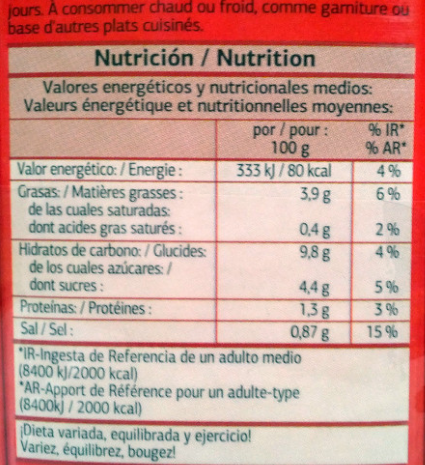 jours. À consommer chaud ou froid, comme garniture ou
base d'autres plats cuisinés.
Nutrición / Nutrition
Valores energéticos y nutricionales medios:
Valeurs énergétique et nutritionnelles moyennes:
por / pour : % IR*
100 g % AR*
Valor energético: / Energie : 333 kJ / 80 kcal 4 %
Grasas: / Matières grasses : 3,9 g 6 %
de las cuales saturadas:
dont acides gras saturés : 0,4 g 2 %
Hidratos de carbono: / Glucides: 9,8 g 4 %
de los cuales azúcares: /
dont sucres : 4,4 g 5 %
Proteínas: / Protéines : 1,3 g 3 %
Sal / Sel : 0,87 g 15 %
*IR-Ingesta de Referencia de un adulto medio
(8400 kJ/2000 kcal)
*AR-Apport de Référence pour un adulte-type
(8400kJ / 2000 kcal)
¡Dieta variada, equilibrada y ejercicio!
Variez, équilibrez, bougez!